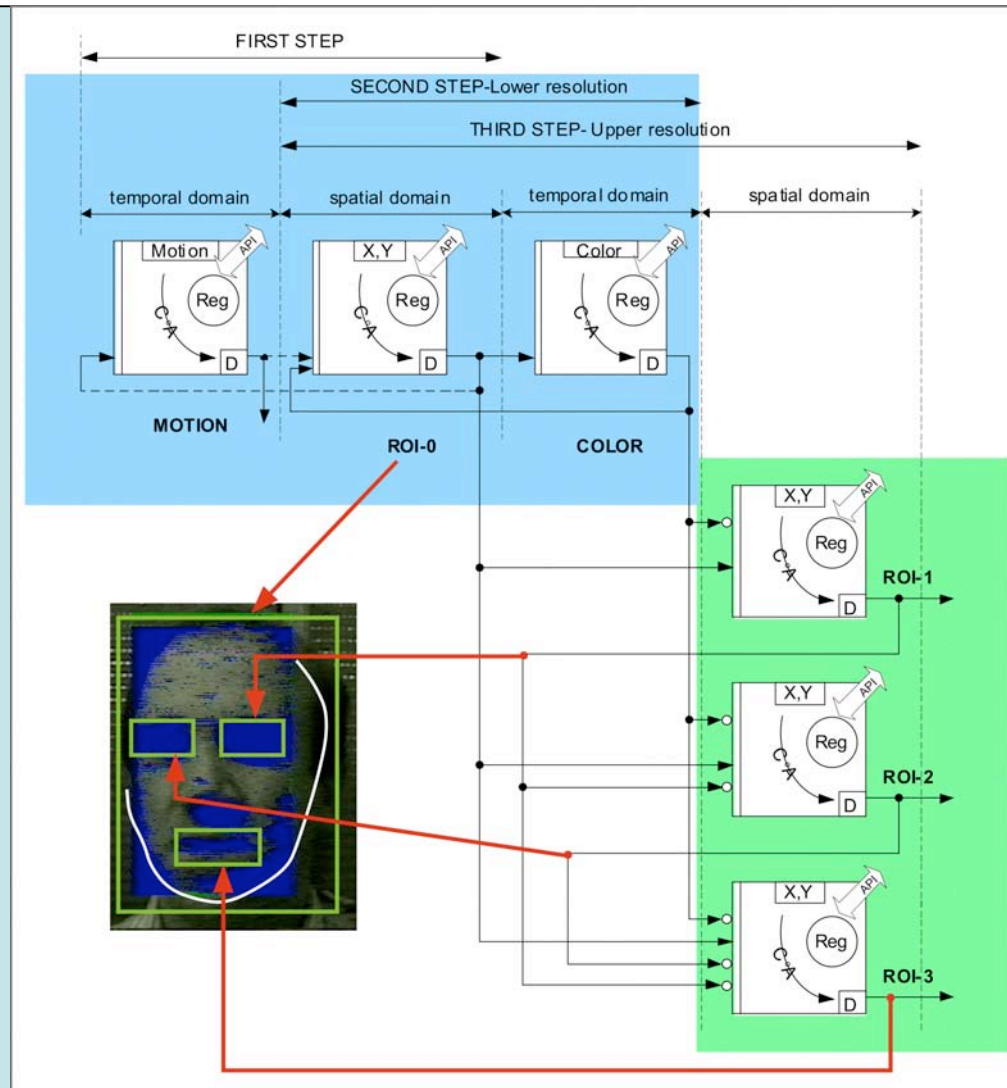 FIRST STEP
SECOND STEP-Lower resolution
THIRD STEP- Upper resolution
temporal domain
spatial domain
temporal domain
spatial domain
Motion
API
Reg
C
A
D
X,Y
API
Reg
C
A
D
Color
API
Reg
C
A
D
MOTION
ROI-0
COLOR
X,Y
API
Reg
C
A
D
ROI-1
X,Y
API
Reg
C
A
D
ROI-2
X,Y
API
Reg
C
A
D
ROI-3